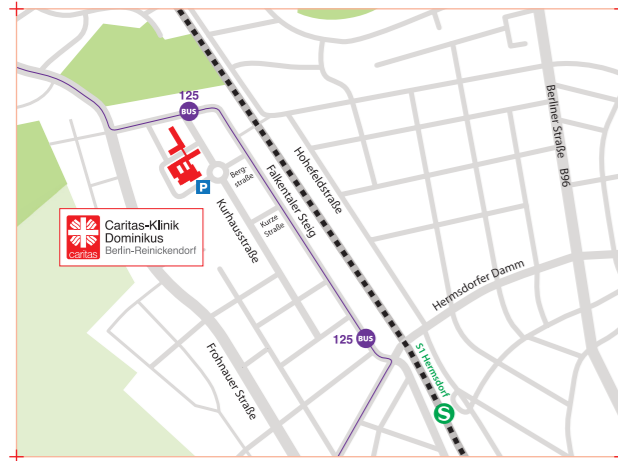 125
BUS
Berliner Straße B96
P
Berg-
straße
Hohefeldstraße
Falkentaler Steig
Kurhausstraße
Kurze
Straße
Caritas-Klinik
Dominikus
Berlin-Reinickendorf
caritas
Hermsdorfer Damm
125 BUS
S1 Hermsdorf
Frohnauer Straße
S